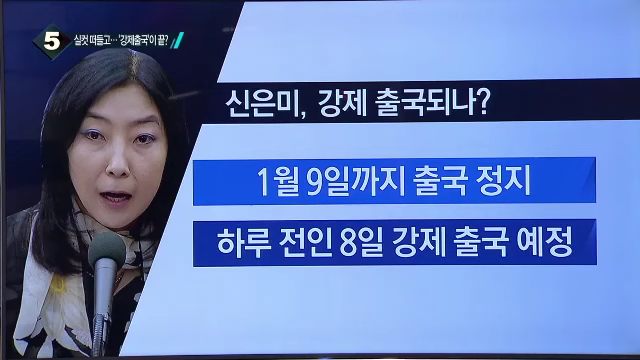 5
실컷 떠들고… '강제출국'이 끝?
신은미, 강제 출국되나?
1월 9일까지 출국 정지
하루 전인 8일 강제 출국 예정